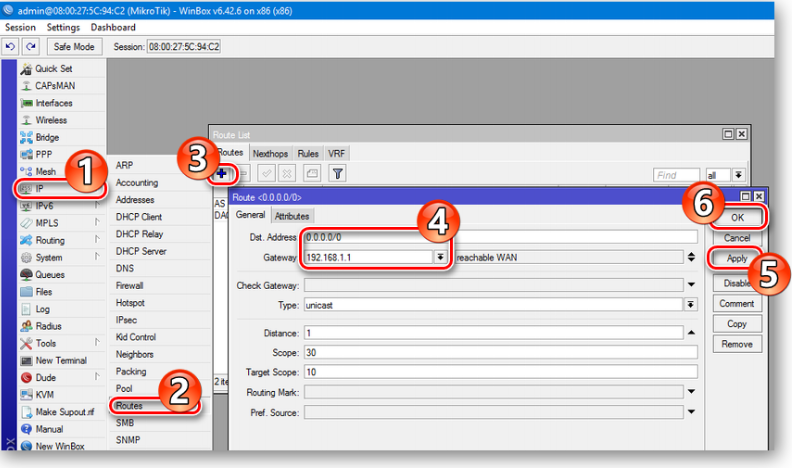 admin@08:00:27:5C:94:C2 (MikroTik) - WinBox v6.42.6 on x86 (x86)
Session Settings Dashboard
Safe Mode Session: 08:00:27:5C:94:C2
Quick Set
CAPsMAN
Interfaces
Wireless
Bridge
PPP
Mesh
IP
IPv6
MPLS
Routing
System
Queues
Files
Log
Radius
Tools
New Terminal
Dude
KVM
Make Supout.rif
Manual
New WinBox
1
ARP
Accounting
Addresses
DHCP Client
DHCP Relay
DHCP Server
DNS
Firewall
Hotspot
IPsec
Kid Control
Neighbors
Packing
Pool
Routes
SMB
SNMP
2
Route List
Routes Nexthops Rules VRF
3
Find all
AS
DAC
2 ite
Route <0.0.0.0/0>
General Attributes
4
Dst. Address: 0.0.0.0/0
Gateway: 192.168.1.1 reachable WAN
Check Gateway:
Type: unicast
Distance: 1
Scope: 30
Target Scope: 10
Routing Mark:
Pref. Source:
6
OK
Cancel
Apply
5
Disable
Comment
Copy
Remove